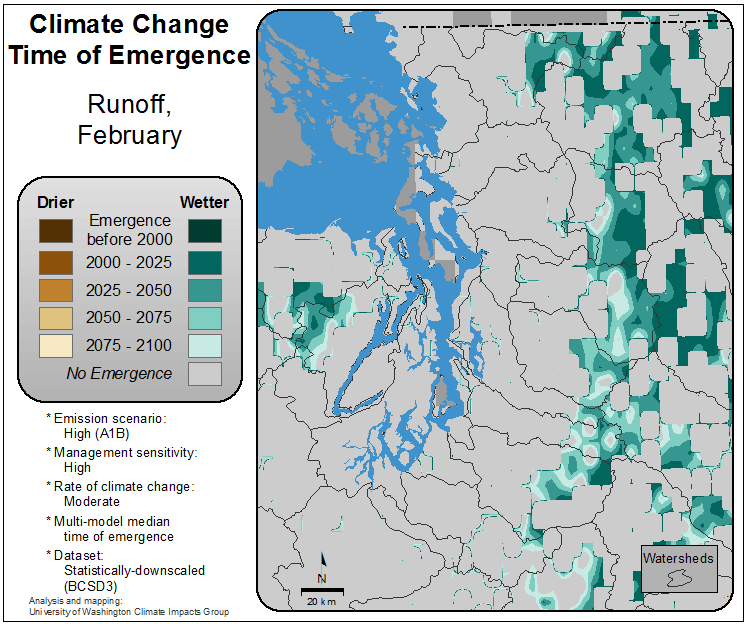 Climate Change
Time of Emergence
Runoff,
February
Drier Wetter
Emergence
before 2000
2000 - 2025
2025 - 2050
2050 - 2075
2075 - 2100
No Emergence
* Emission scenario:
High (A1B)
* Management sensitivity:
High
* Rate of climate change:
Moderate
* Multi-model median
time of emergence
* Dataset:
Statistically-downscaled
(BCSD3)
Analysis and mapping:
University of Washington Climate Impacts Group
N
20 km
Watersheds